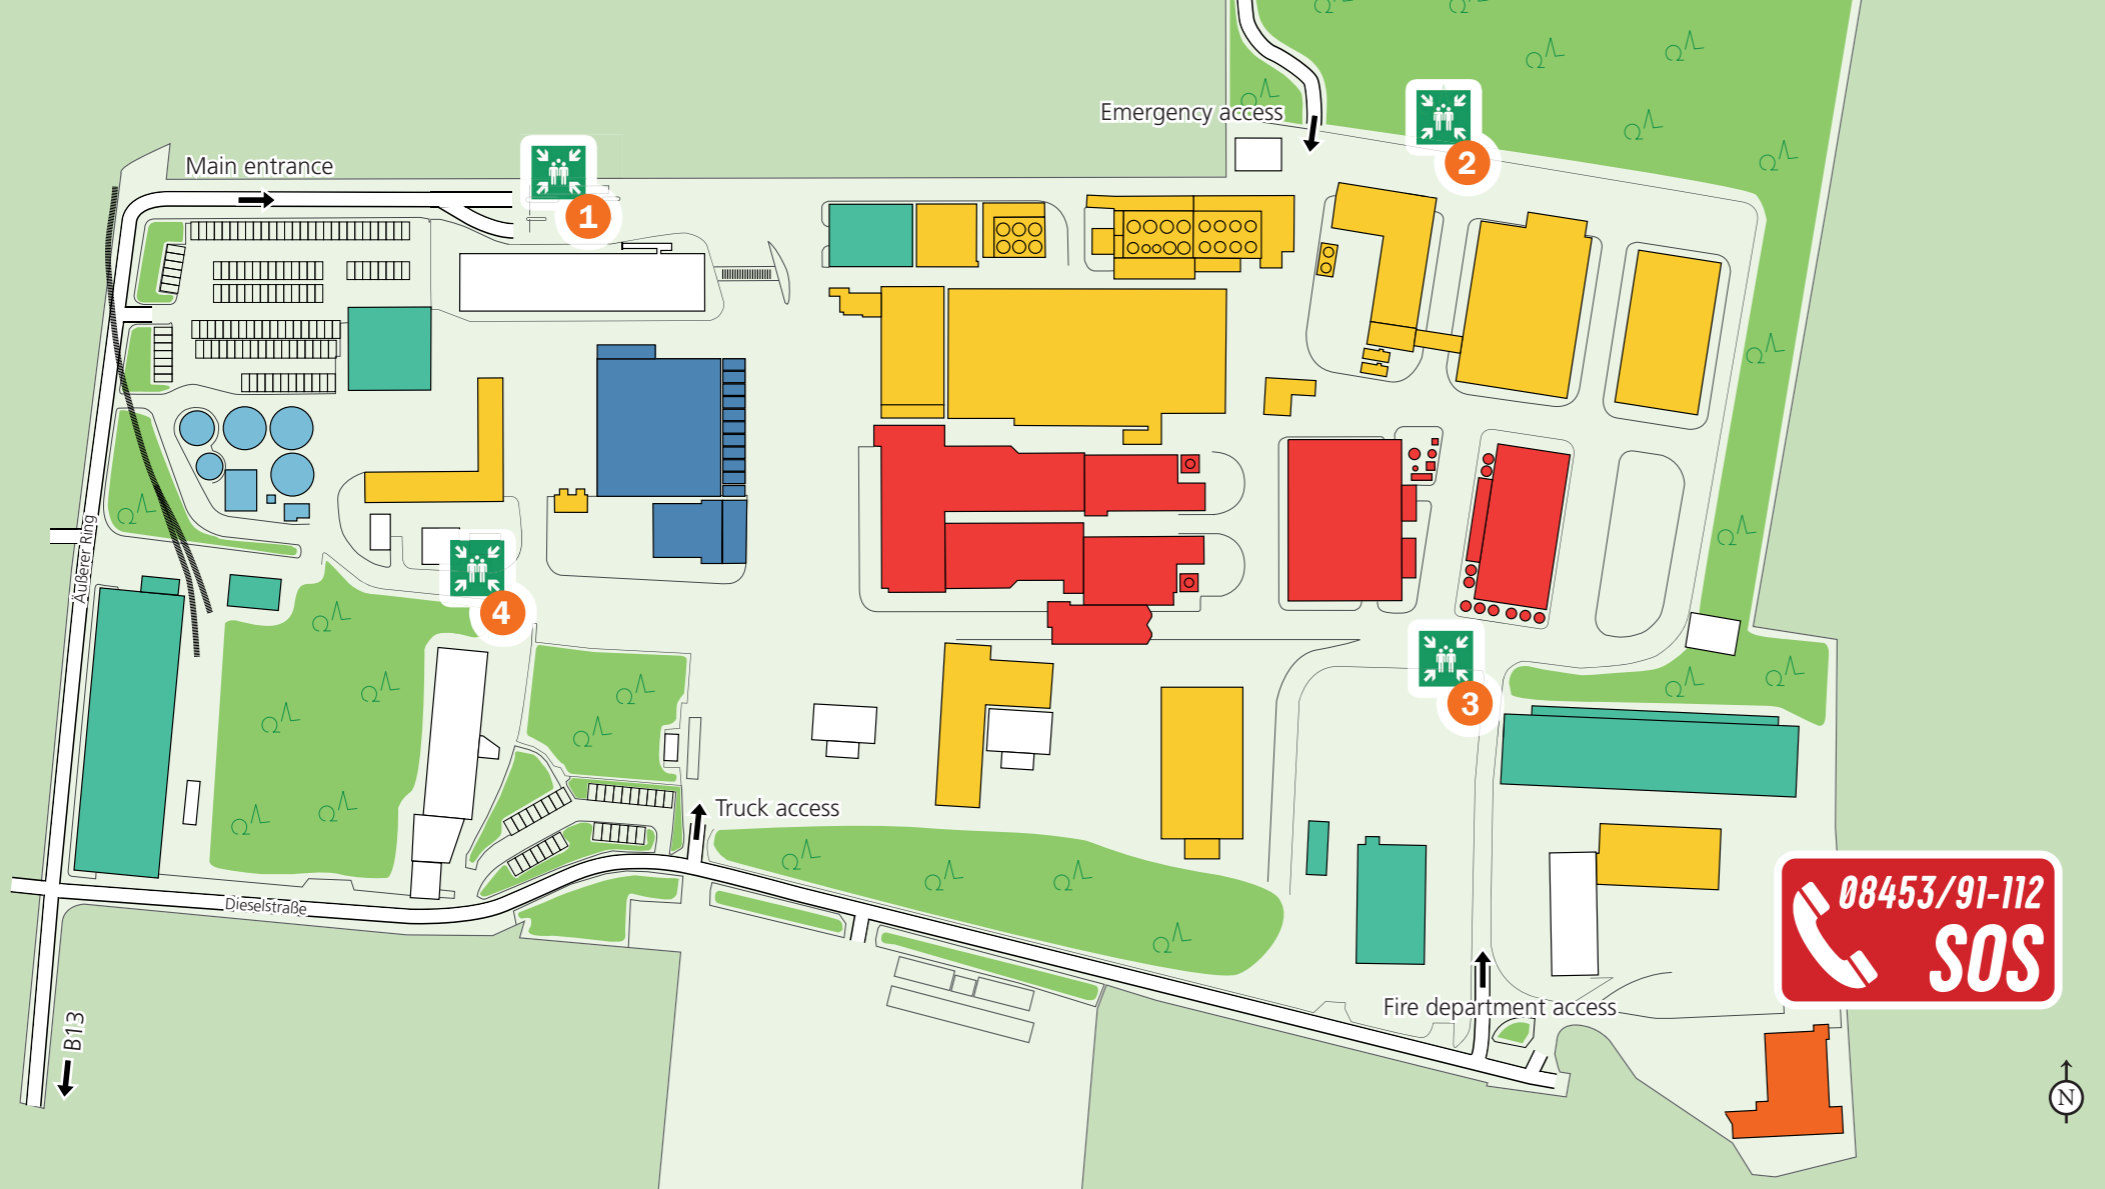 Emergency access
2
Main entrance
1
Äußerer Ring
4
3
Truck access
Dieselstraße
08453/91-112
SOS
Fire department access
B13
N